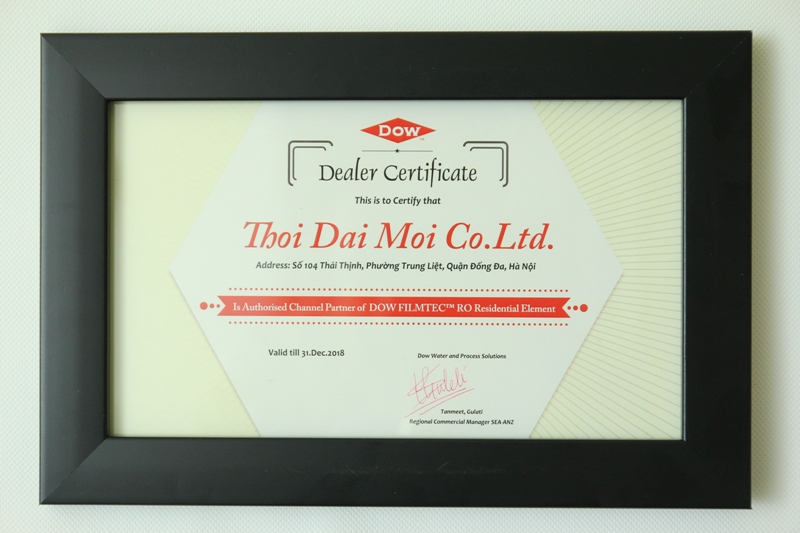 DOW
Dealer Certificate
This is to Certify that
Thoi Dai Moi Co.Ltd.
Address: Số 104 Thái Thịnh, Phường Trung Liệt, Quận Đống Đa, Hà Nội
Is Authorised Channel Partner of DOW FILMTEC™ RO Residential Element
Valid till 31.Dec.2018
Dow Water and Process Solutions
Tanmeet, Gulati
Regional Commercial Manager SEA-ANZ